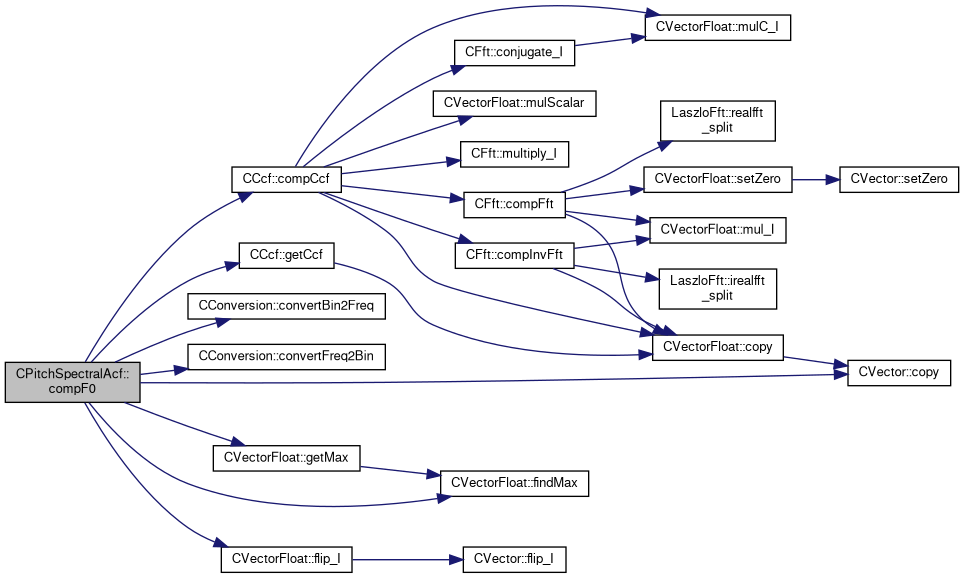 CPitchSpectralAcf::
compF0
CCcf::compCcf
CVectorFloat::mulC_I
CFft::conjugate_I
CVectorFloat::mulScalar
CFft::multiply_I
CFft::compFft
LaszloFft::realfft
_split
CVectorFloat::setZero
CVector::setZero
CVectorFloat::mul_I
CFft::compInvFft
LaszloFft::irealfft
_split
CVectorFloat::copy
CVector::copy
CCcf::getCcf
CConversion::convertBin2Freq
CConversion::convertFreq2Bin
CVectorFloat::getMax
CVectorFloat::findMax
CVectorFloat::flip_I
CVector::flip_I